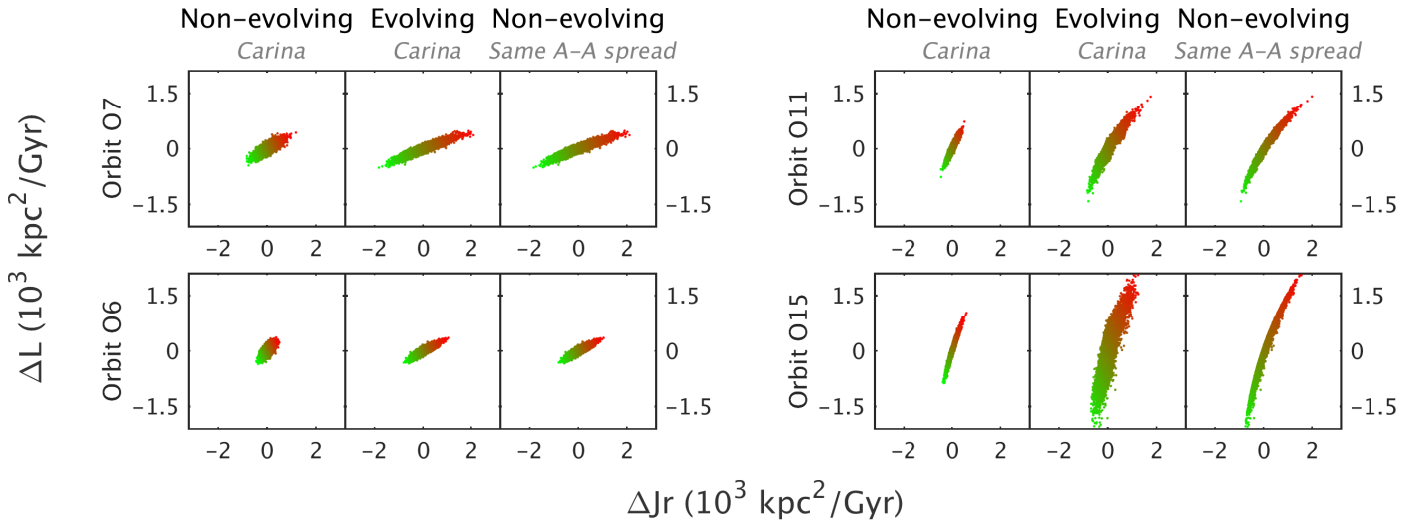 Non-evolving Evolving Non-evolving Non-evolving Evolving Non-evolving
Carina Carina Same A-A spread Carina Carina Same A-A spread
ΔL (10³ kpc²/Gyr)
Orbit O7
1.5 1.5
0 0
−1.5 −1.5
−2 0 2 −2 0 2 −2 0 2
Orbit O11
1.5 1.5
0 0
−1.5 −1.5
−2 0 2 −2 0 2 −2 0 2
Orbit O6
1.5 1.5
0 0
−1.5 −1.5
−2 0 2 −2 0 2 −2 0 2
Orbit O15
1.5 1.5
0 0
−1.5 −1.5
−2 0 2 −2 0 2 −2 0 2
ΔJr (10³ kpc²/Gyr)